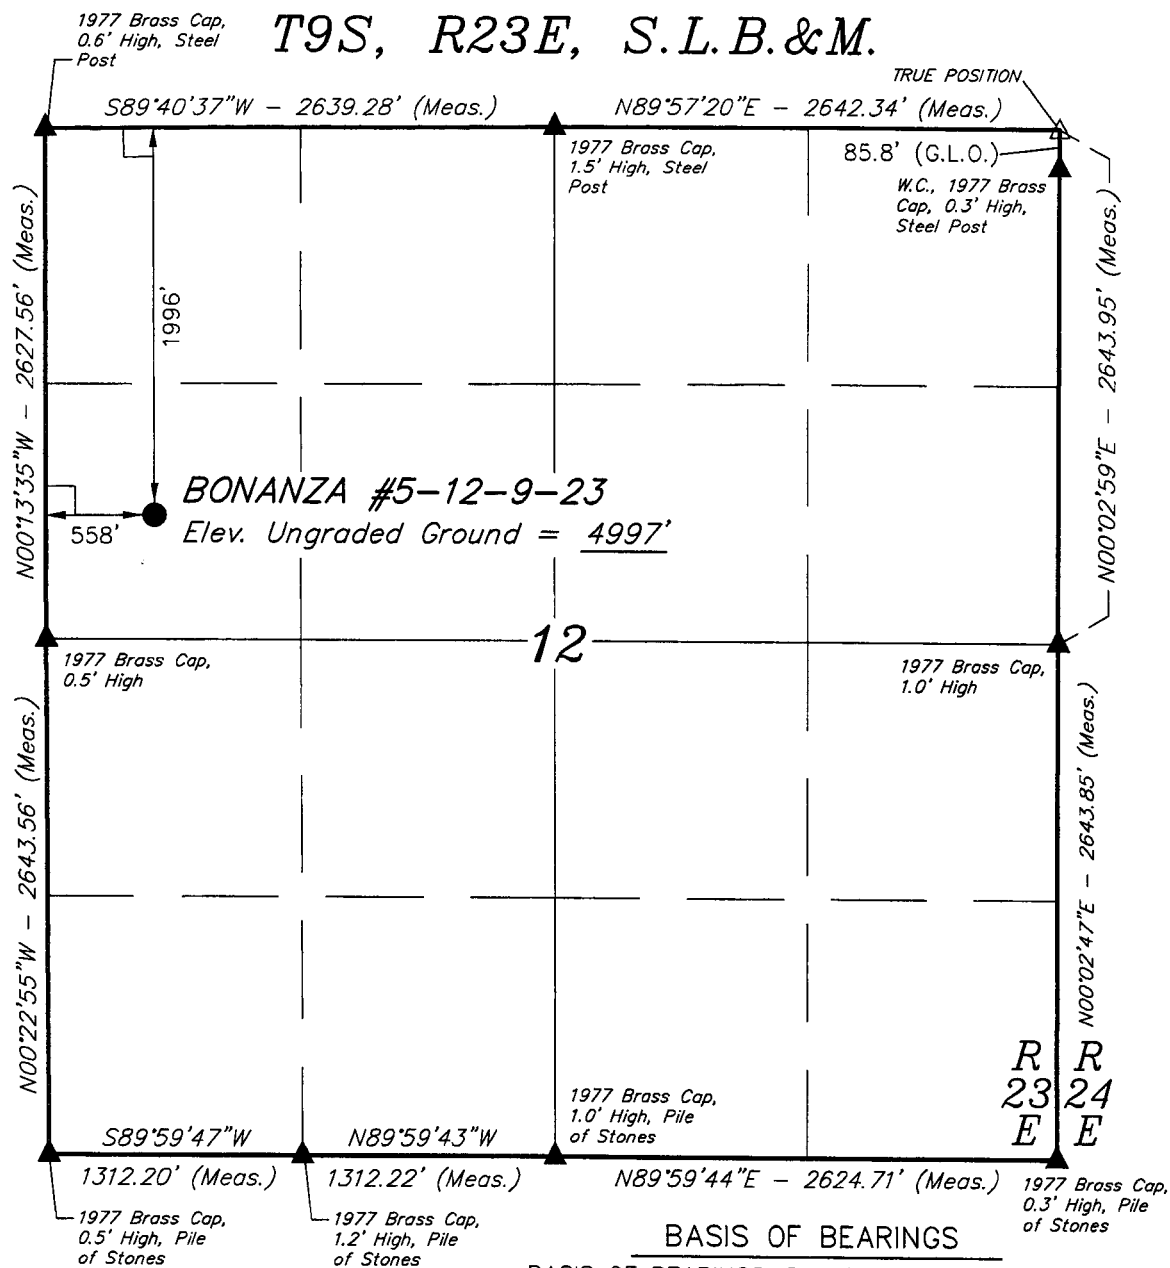 T9S, R23E, S.L.B.&M.
1977 Brass Cap,
0.6' High, Steel
Post
TRUE POSITION
S89°40'37"W - 2639.28' (Meas.)
N89°57'20"E - 2642.34' (Meas.)
1977 Brass Cap,
1.5' High, Steel
Post
85.8' (G.L.O.)
W.C., 1977 Brass
Cap, 0.3' High,
Steel Post
N00°13'35"W - 2627.56' (Meas.)
1996'
N00°02'59"E - 2643.95' (Meas.)
BONANZA #5-12-9-23
Elev. Ungraded Ground = 4997'
558'
12
1977 Brass Cap,
0.5' High
1977 Brass Cap,
1.0' High
N00°22'55"W - 2643.56' (Meas.)
N00°02'47"E - 2643.85' (Meas.)
R R
23 24
E E
1977 Brass Cap,
1.0' High, Pile
of Stones
S89°59'47"W
N89°59'43"W
1312.20' (Meas.)
1312.22' (Meas.)
N89°59'44"E - 2624.71' (Meas.)
1977 Brass Cap,
0.3' High, Pile
of Stones
1977 Brass Cap,
0.5' High, Pile
of Stones
1977 Brass Cap,
1.2' High, Pile
of Stones
BASIS OF BEARINGS